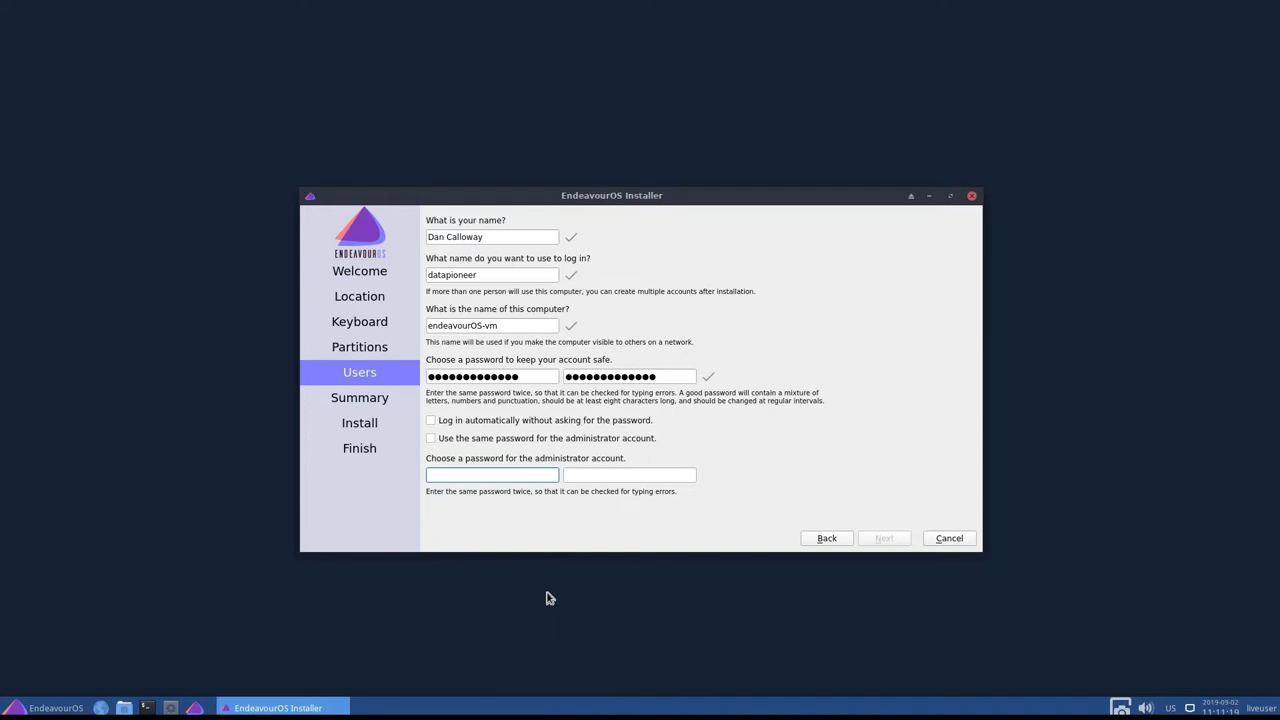 EndeavourOS Installer
ENDEAVOUROS
Welcome
Location
Keyboard
Partitions
Users
Summary
Install
Finish
What is your name?
Dan Calloway
What name do you want to use to log in?
datapioneer
If more than one person will use this computer, you can create multiple accounts after installation.
What is the name of this computer?
endeavourOS-vm
This name will be used if you make the computer visible to others on a network.
Choose a password to keep your account safe.
●●●●●●●●●●●●● ●●●●●●●●●●●●●
Enter the same password twice, so that it can be checked for typing errors. A good password will contain a mixture of
letters, numbers and punctuation, should be at least eight characters long, and should be changed at regular intervals.
Log in automatically without asking for the password.
Use the same password for the administrator account.
Choose a password for the administrator account.
Enter the same password twice, so that it can be checked for typing errors.
Back Next Cancel
EndeavourOS EndeavourOS Installer US 2019-09-02 liveuser
11:11:19